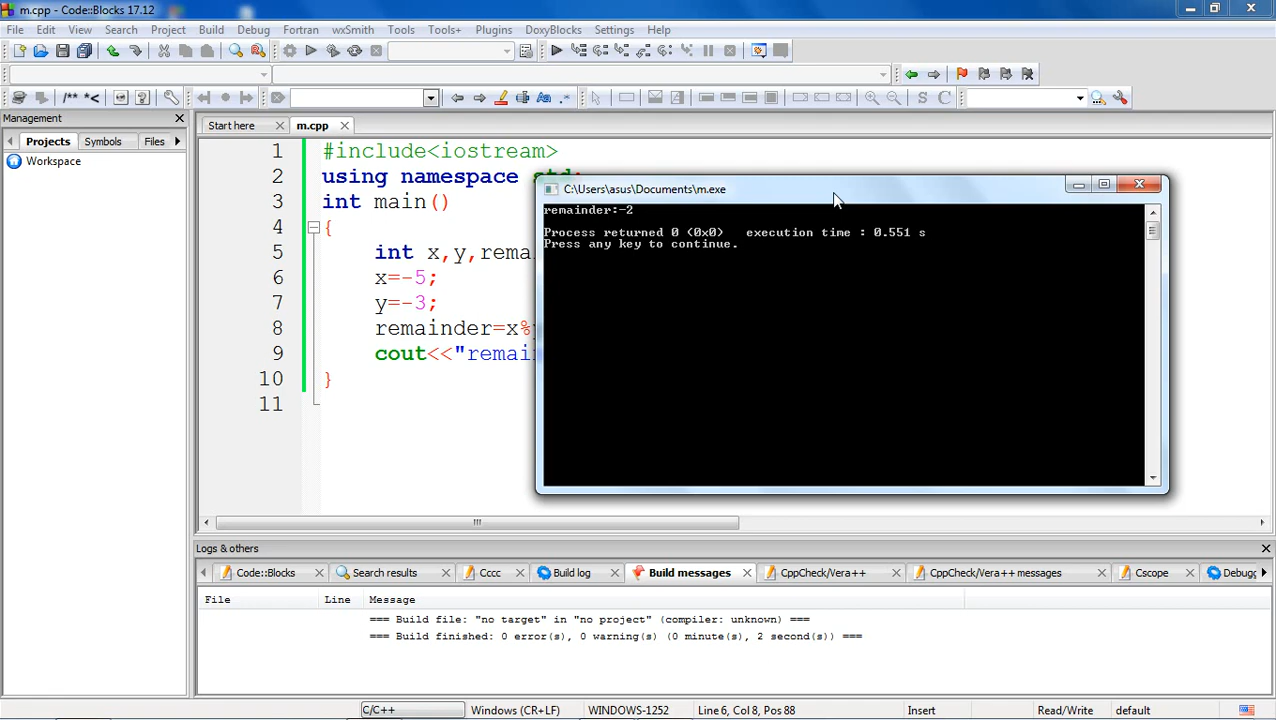 m.cpp - Code::Blocks 17.12
File Edit View Search Project Build Debug Fortran wxSmith Tools Tools+ Plugins DoxyBlocks Settings Help
/** *<
S C
Management
Start here m.cpp
Projects Symbols Files
Workspace
1 #include<iostream>
2 using namespace std;
3 int main()
4 {
5 int x,y,remai
6 x=-5;
7 y=-3;
8 remainder=x%y
9 cout<<"remain
10 }
11
C:\Users\asus\Documents\m.exe
remainder:-2
Process returned 0 (0x0) execution time : 0.551 s
Press any key to continue.
Logs & others
Code::Blocks Search results Cccc Build log Build messages CppCheck/Vera++ CppCheck/Vera++ messages Cscope Debugg
File Line Message
=== Build file: "no target" in "no project" (compiler: unknown) ===
=== Build finished: 0 error(s), 0 warning(s) (0 minute(s), 2 second(s)) ===
C/C++ Windows (CR+LF) WINDOWS-1252 Line 6, Col 8, Pos 88 Insert Read/Write default